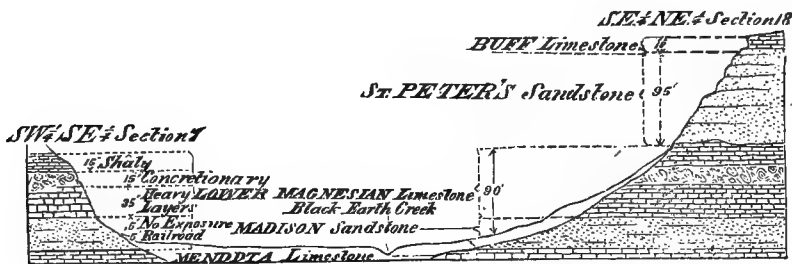 S.E¼ NE¼ Section 18
BUFF Limestone
ST. PETER'S Sandstone 95'
SW¼ SE¼ Section 7
15 Shaly
15 Concretionary
35 Heavy Layers
LOWER MAGNESIAN Limestone 90'
Black Earth Creek
No Exposure
5 Railroad
MADISON Sandstone
MENDOTA Limestone